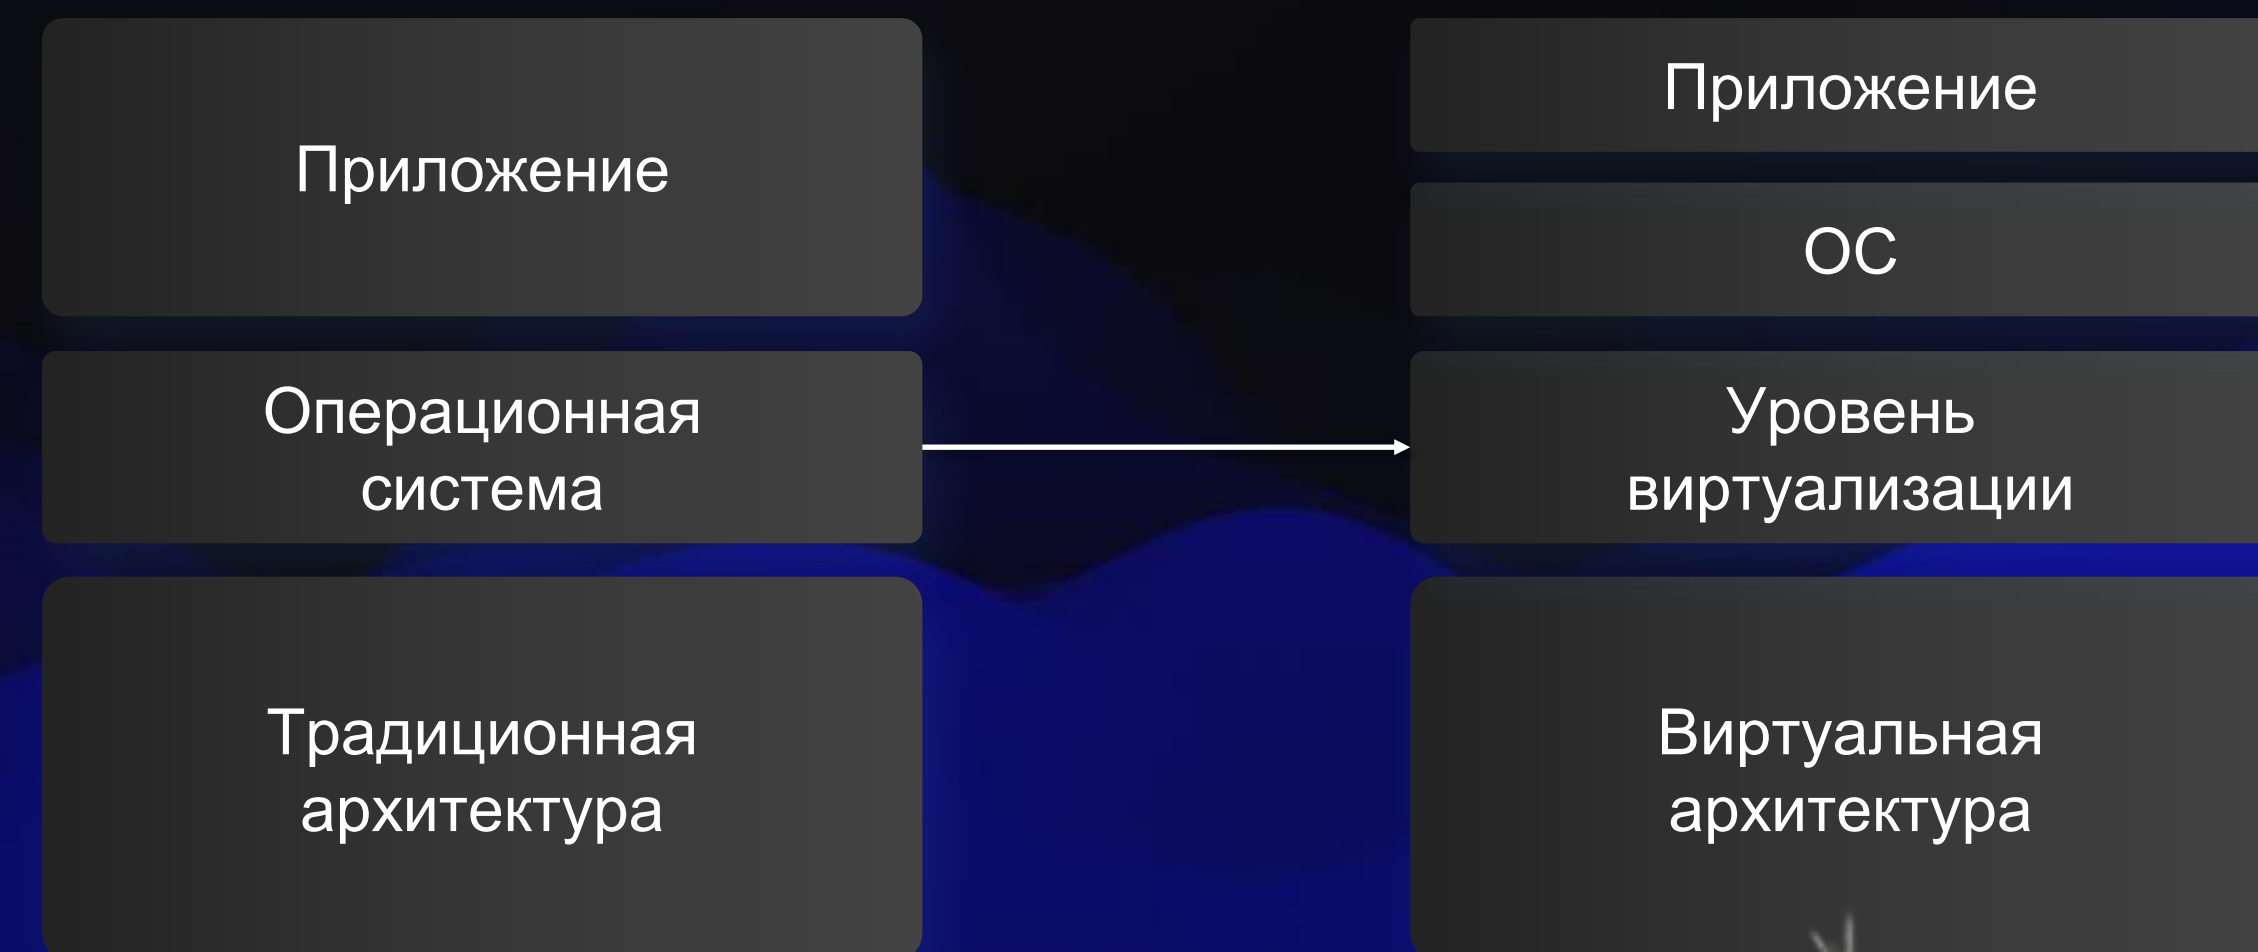 Приложение
Операционная
система
Традиционная
архитектура
Приложение
ОС
Уровень
виртуализации
Виртуальная
архитектура